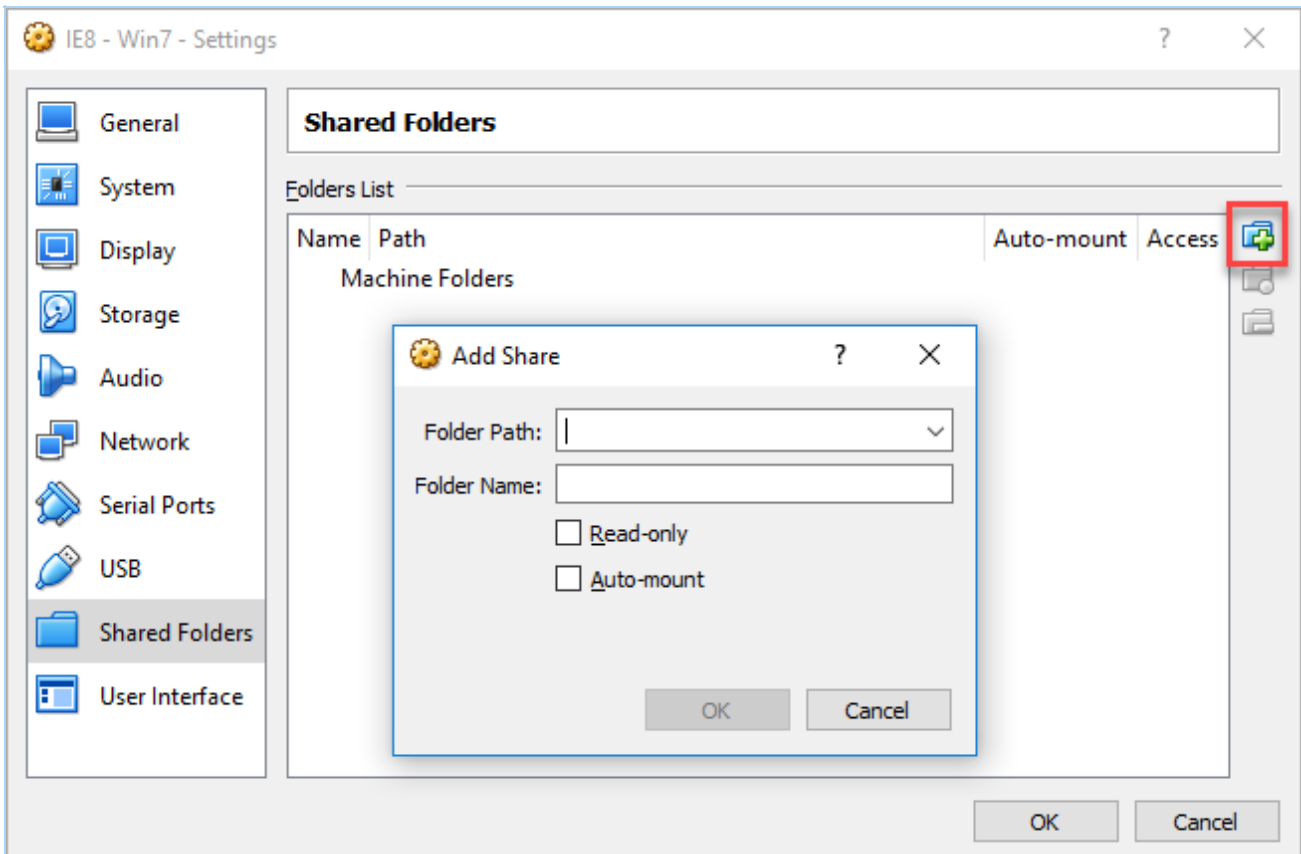 IE8 - Win7 - Settings
?
General
System
Display
Storage
Audio
Network
Serial Ports
USB
Shared Folders
User Interface
Shared Folders
Folders List
Name Path Auto-mount Access
Machine Folders
Add Share ?
Folder Path:
Folder Name:
Read-only
Auto-mount
OK Cancel
OK Cancel